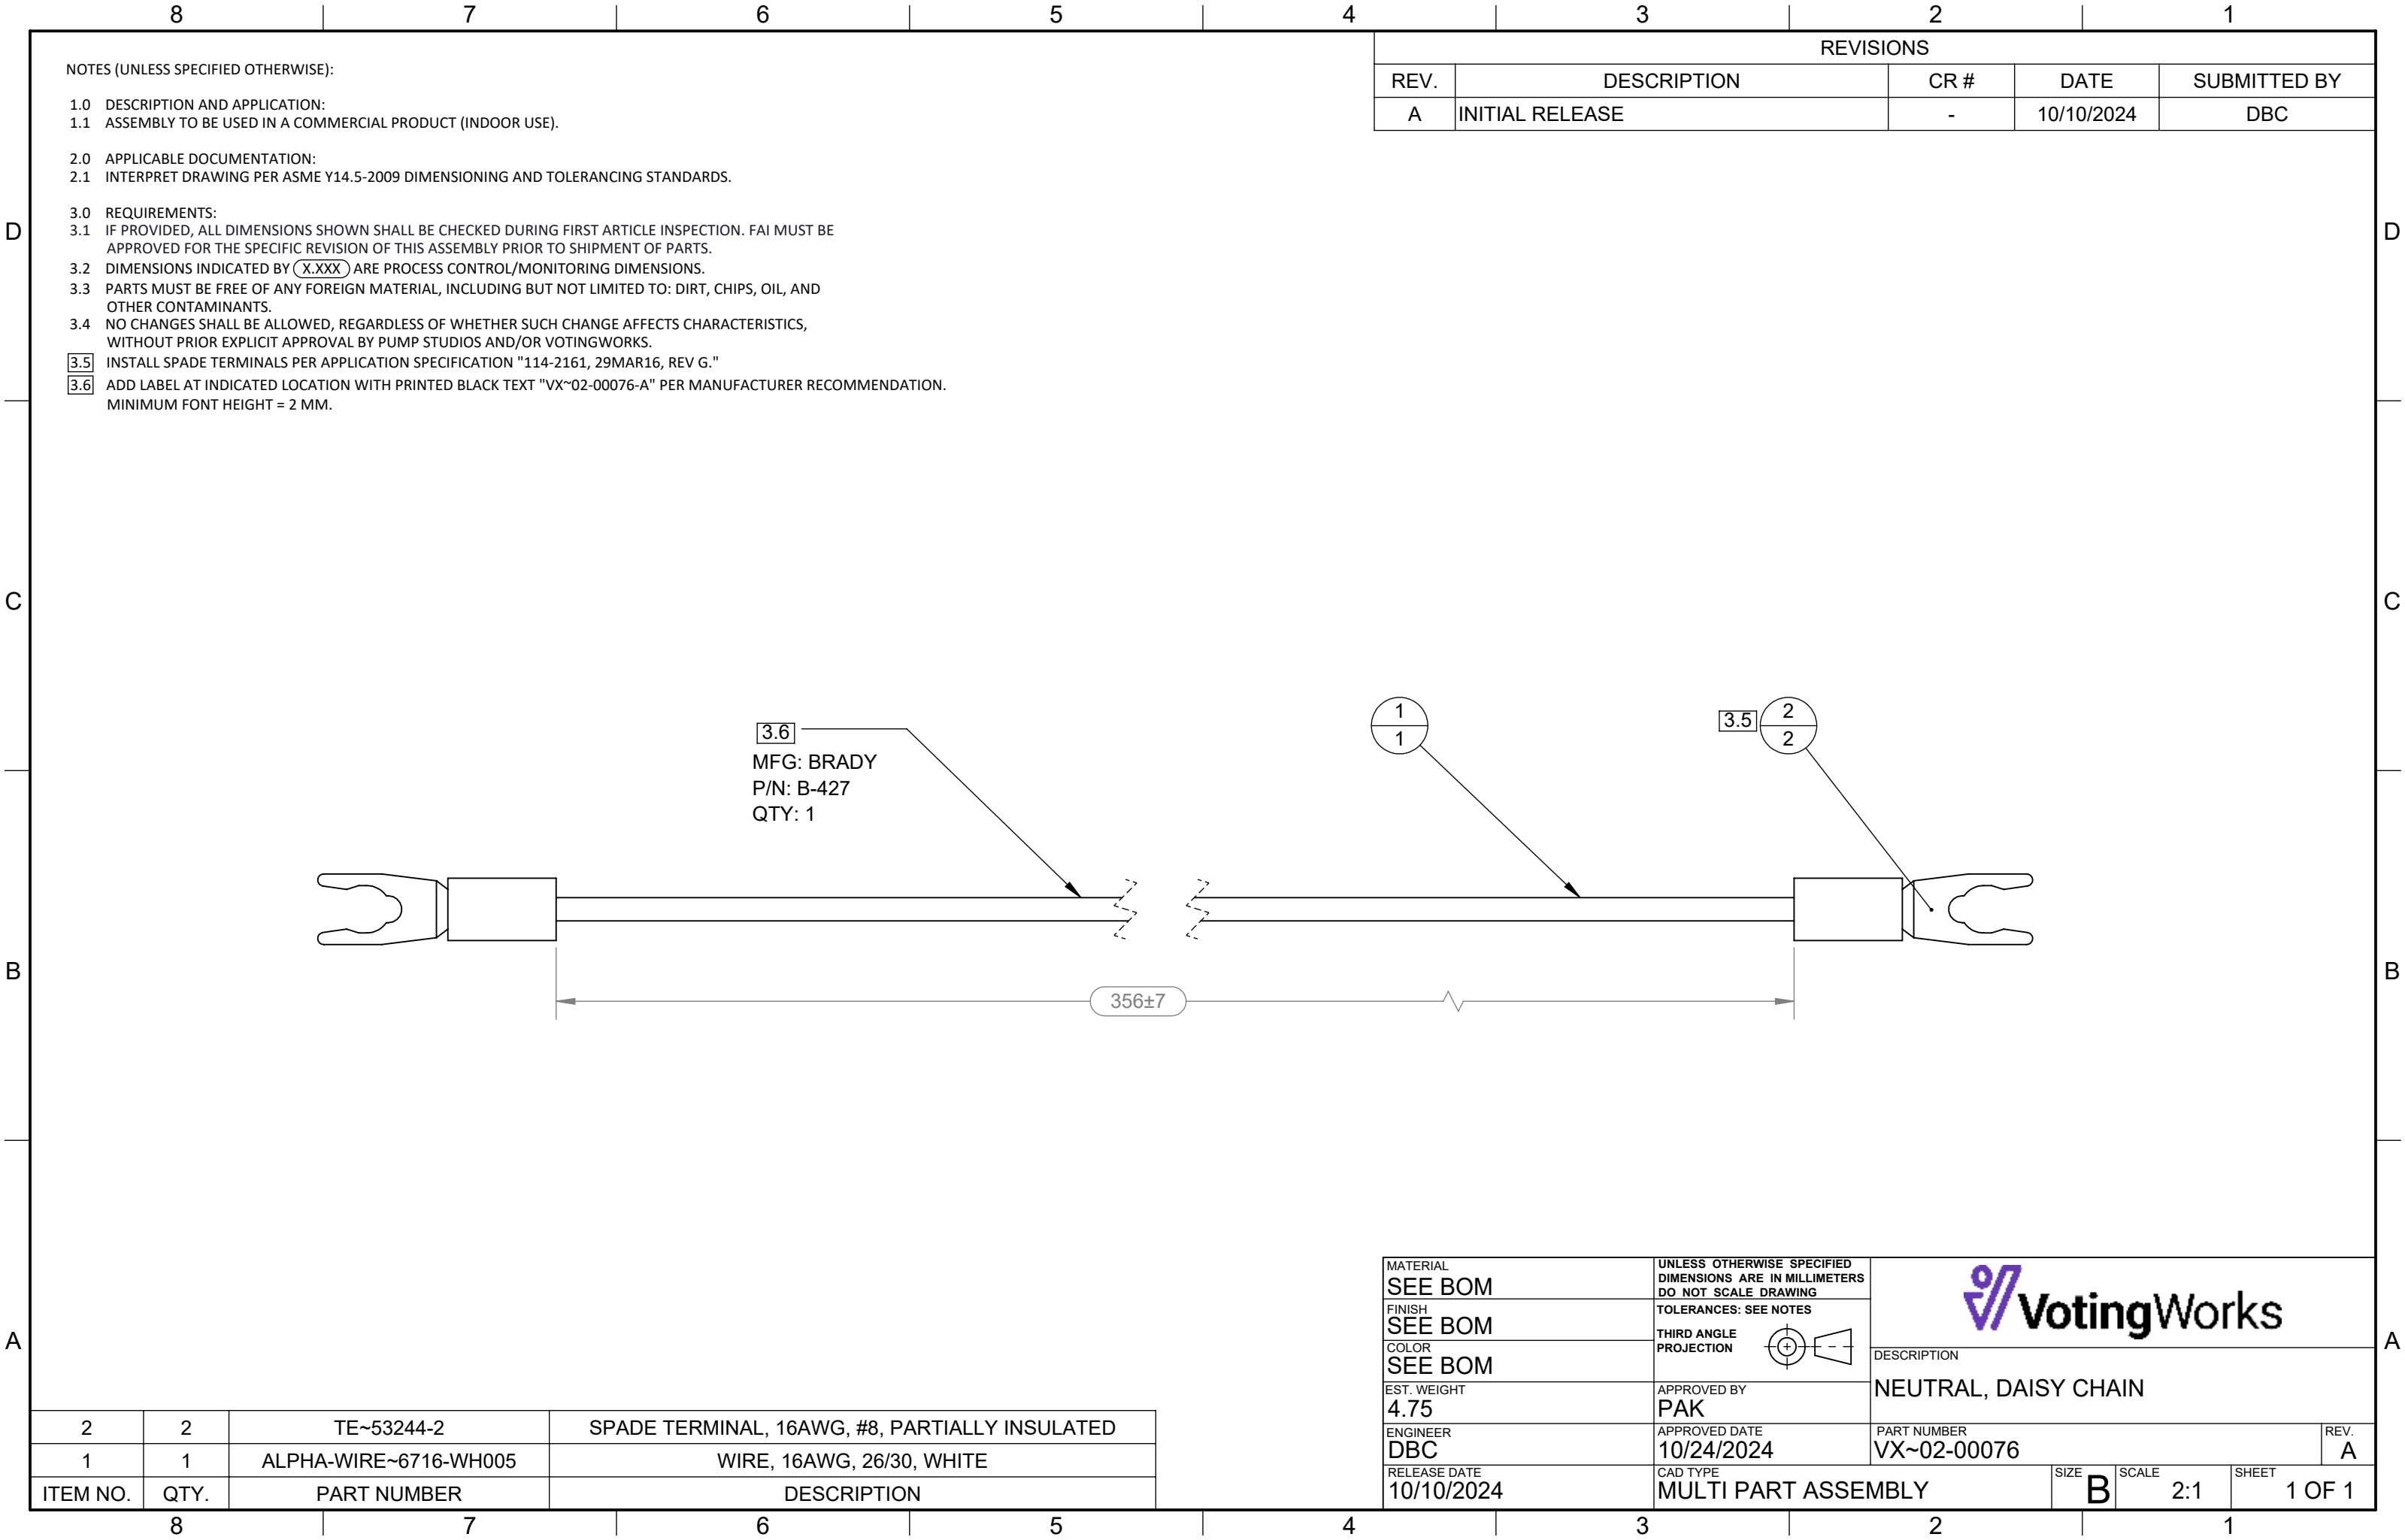 8 7 6 5 4 3 2 1
NOTES (UNLESS SPECIFIED OTHERWISE):
1.0 DESCRIPTION AND APPLICATION:
1.1 ASSEMBLY TO BE USED IN A COMMERCIAL PRODUCT (INDOOR USE).
2.0 APPLICABLE DOCUMENTATION:
2.1 INTERPRET DRAWING PER ASME Y14.5-2009 DIMENSIONING AND TOLERANCING STANDARDS.
3.0 REQUIREMENTS:
3.1 IF PROVIDED, ALL DIMENSIONS SHOWN SHALL BE CHECKED DURING FIRST ARTICLE INSPECTION. FAI MUST BE
APPROVED FOR THE SPECIFIC REVISION OF THIS ASSEMBLY PRIOR TO SHIPMENT OF PARTS.
3.2 DIMENSIONS INDICATED BY X.XXX ARE PROCESS CONTROL/MONITORING DIMENSIONS.
3.3 PARTS MUST BE FREE OF ANY FOREIGN MATERIAL, INCLUDING BUT NOT LIMITED TO: DIRT, CHIPS, OIL, AND
OTHER CONTAMINANTS.
3.4 NO CHANGES SHALL BE ALLOWED, REGARDLESS OF WHETHER SUCH CHANGE AFFECTS CHARACTERISTICS,
WITHOUT PRIOR EXPLICIT APPROVAL BY PUMP STUDIOS AND/OR VOTINGWORKS.
3.5 INSTALL SPADE TERMINALS PER APPLICATION SPECIFICATION "114-2161, 29MAR16, REV G."
3.6 ADD LABEL AT INDICATED LOCATION WITH PRINTED BLACK TEXT "VX~02-00076-A" PER MANUFACTURER RECOMMENDATION.
MINIMUM FONT HEIGHT = 2 MM.
REVISIONS
REV. DESCRIPTION CR # DATE SUBMITTED BY
A INITIAL RELEASE - 10/10/2024 DBC
D D
C C
B B
A A
3.6
MFG: BRADY
P/N: B-427
QTY: 1
1
1
3.5 2
2
356±7
2 2 TE~53244-2 SPADE TERMINAL, 16AWG, #8, PARTIALLY INSULATED
1 1 ALPHA-WIRE~6716-WH005 WIRE, 16AWG, 26/30, WHITE
ITEM NO. QTY. PART NUMBER DESCRIPTION
MATERIAL
SEE BOM
FINISH
SEE BOM
COLOR
SEE BOM
EST. WEIGHT
4.75
ENGINEER
DBC
RELEASE DATE
10/10/2024
UNLESS OTHERWISE SPECIFIED
DIMENSIONS ARE IN MILLIMETERS
DO NOT SCALE DRAWING
TOLERANCES: SEE NOTES
THIRD ANGLE
PROJECTION
APPROVED BY
PAK
APPROVED DATE
10/24/2024
CAD TYPE
MULTI PART ASSEMBLY
VotingWorks
DESCRIPTION
NEUTRAL, DAISY CHAIN
PART NUMBER
VX~02-00076
REV.
A
SIZE
B
SCALE
2:1
SHEET
1 OF 1
8 7 6 5 4 3 2 1